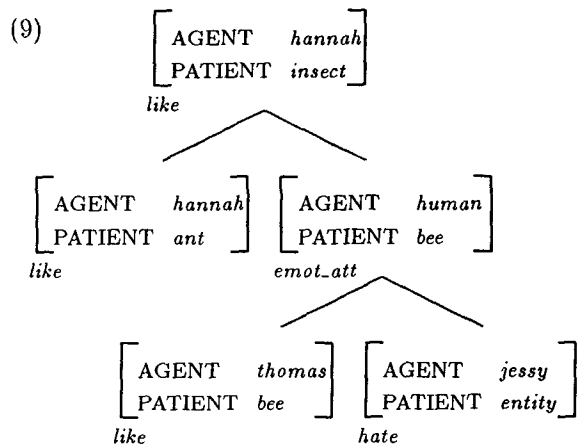 (9)
AGENT hannah
PATIENT insect
like
AGENT hannah
PATIENT ant
like
AGENT human
PATIENT bee
emot_att
AGENT thomas
PATIENT bee
like
AGENT jessy
PATIENT entity
hate